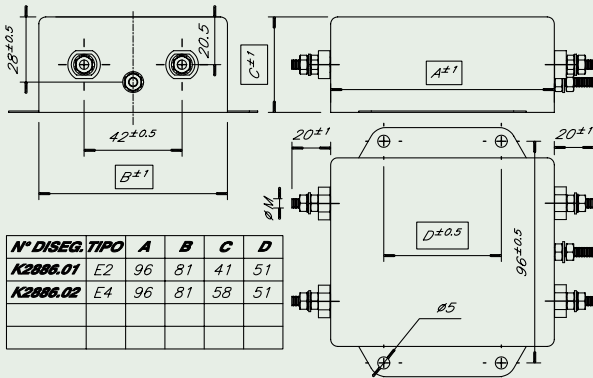 28±0.5
20.5
C±1
A±1
42±0.5
20±1
20±1
B±1
øM
D±0.5
96±0.5
N° DISEG. TIPO A B C D
K2886.01 E2 96 81 41 51
K2886.02 E4 96 81 58 51
ø5